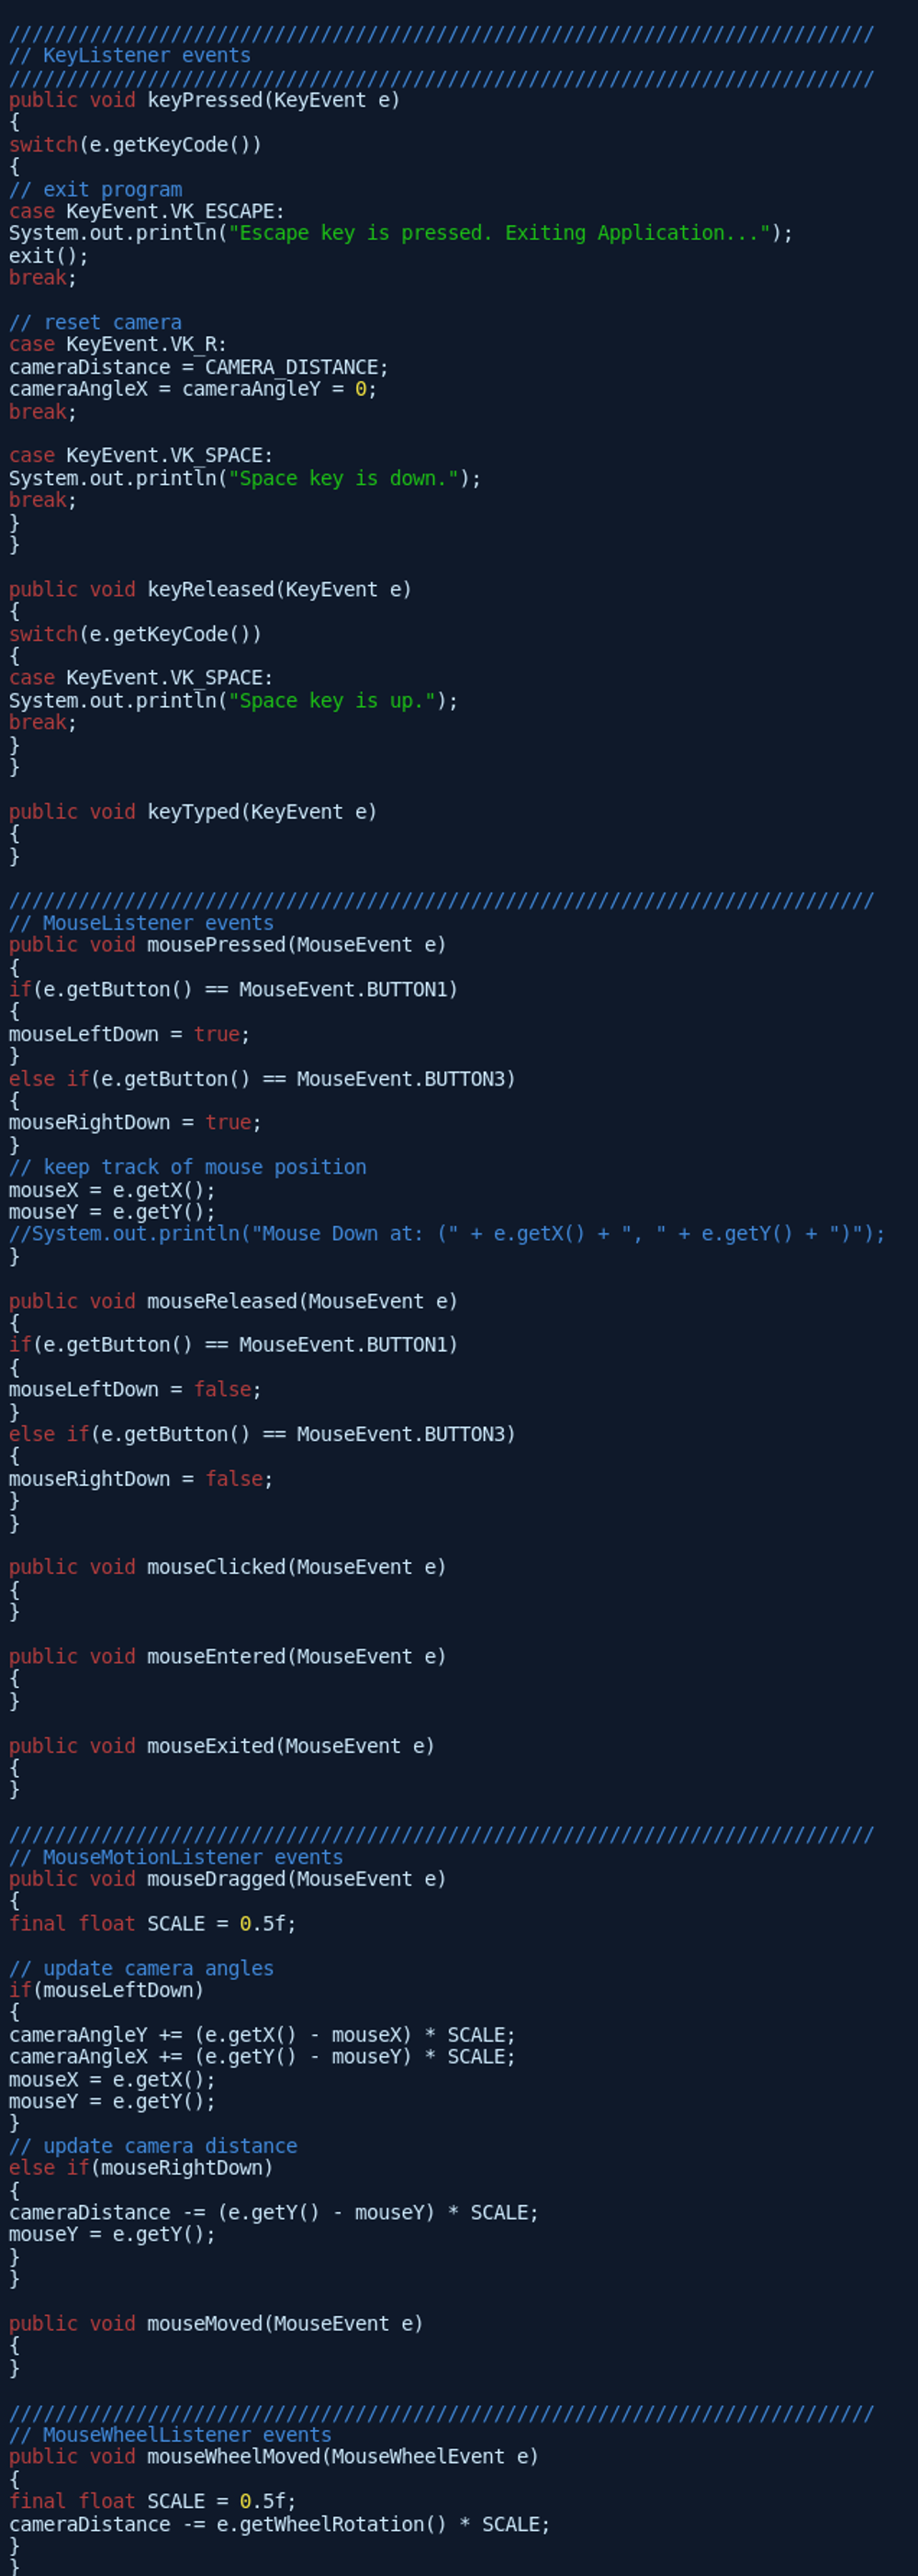 ///////////////////////////////////////////////////////////////////////////
// KeyListener events
///////////////////////////////////////////////////////////////////////////
public void keyPressed(KeyEvent e)
{
switch(e.getKeyCode())
{
// exit program
case KeyEvent.VK_ESCAPE:
System.out.println("Escape key is pressed. Exiting Application...");
exit();
break;

// reset camera
case KeyEvent.VK_R:
cameraDistance = CAMERA_DISTANCE;
cameraAngleX = cameraAngleY = 0;
break;

case KeyEvent.VK_SPACE:
System.out.println("Space key is down.");
break;
}
}

public void keyReleased(KeyEvent e)
{
switch(e.getKeyCode())
{
case KeyEvent.VK_SPACE:
System.out.println("Space key is up.");
break;
}
}

public void keyTyped(KeyEvent e)
{
}

///////////////////////////////////////////////////////////////////////////
// MouseListener events
public void mousePressed(MouseEvent e)
{
if(e.getButton() == MouseEvent.BUTTON1)
{
mouseLeftDown = true;
}
else if(e.getButton() == MouseEvent.BUTTON3)
{
mouseRightDown = true;
}
// keep track of mouse position
mouseX = e.getX();
mouseY = e.getY();
//System.out.println("Mouse Down at: (" + e.getX() + ", " + e.getY() + ")");
}

public void mouseReleased(MouseEvent e)
{
if(e.getButton() == MouseEvent.BUTTON1)
{
mouseLeftDown = false;
}
else if(e.getButton() == MouseEvent.BUTTON3)
{
mouseRightDown = false;
}
}

public void mouseClicked(MouseEvent e)
{
}

public void mouseEntered(MouseEvent e)
{
}

public void mouseExited(MouseEvent e)
{
}

///////////////////////////////////////////////////////////////////////////
// MouseMotionListener events
public void mouseDragged(MouseEvent e)
{
final float SCALE = 0.5f;

// update camera angles
if(mouseLeftDown)
{
cameraAngleY += (e.getX() - mouseX) * SCALE;
cameraAngleX += (e.getY() - mouseY) * SCALE;
mouseX = e.getX();
mouseY = e.getY();
}
// update camera distance
else if(mouseRightDown)
{
cameraDistance -= (e.getY() - mouseY) * SCALE;
mouseY = e.getY();
}
}

public void mouseMoved(MouseEvent e)
{
}

///////////////////////////////////////////////////////////////////////////
// MouseWheelListener events
public void mouseWheelMoved(MouseWheelEvent e)
{
final float SCALE = 0.5f;
cameraDistance -= e.getWheelRotation() * SCALE;
}
}